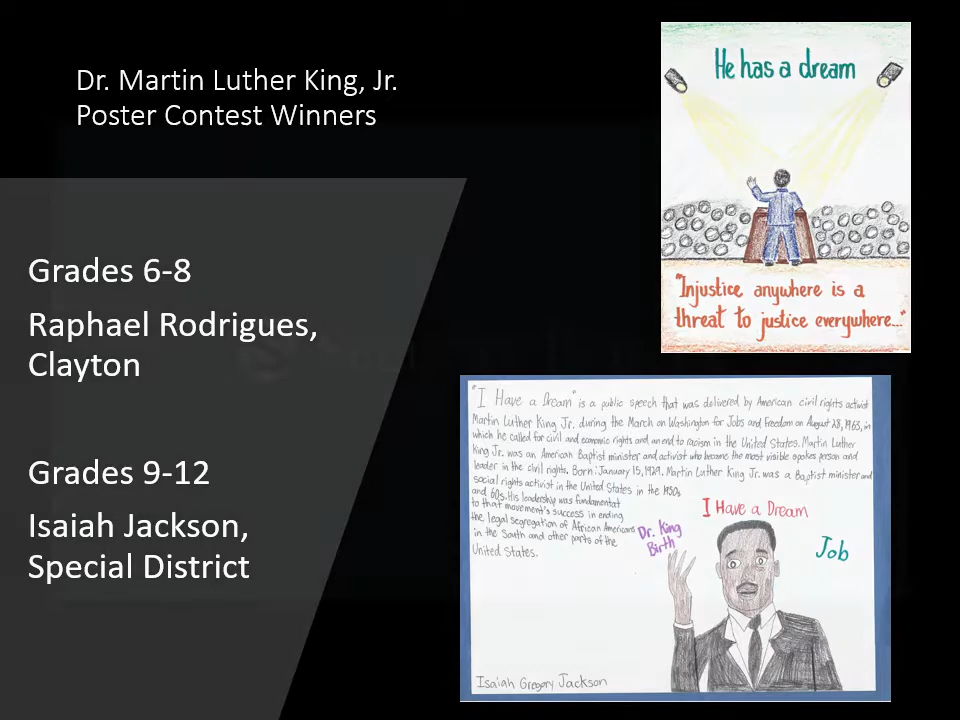 Dr. Martin Luther King, Jr.
Poster Contest Winners
Grades 6-8
Raphael Rodrigues,
Clayton
Grades 9-12
Isaiah Jackson,
Special District
He has a dream
"Injustice anywhere is a
threat to justice everywhere..."
"I Have a Dream" is a public speech that was delivered by American civil rights activist
Martin Luther King Jr. during the March on Washington for Jobs and Freedom on August 28, 1963, in
which he called for civil and economic rights and an end to racism in the United States. Martin Luther
King Jr. was an American Baptist minister and activist who became the most visible spokes person and
leader in the civil rights. Born: January 15, 1929. Martin Luther King Jr. was a Baptist minister and
social rights activist in the United States in the 1950s
and 60s. His leadership was fundamental
to that movement's success in ending
the legal segregation of African Americans
in the South and other parts of the
United States.
I Have a Dream
Dr. King
Birth
Job
Isaiah Gregory Jackson